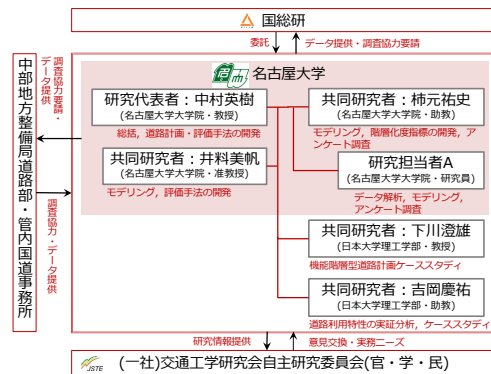 国総研
委託
データ提供・調査協力要請
調査協力要請・
データ提供
中部地方整備局道路部・管内国道事務所
調査協力・データ提供
名古屋大学
研究代表者：中村英樹
(名古屋大学大学院・教授)
総括，道路計画・評価手法の開発
共同研究者：柿元祐史
(名古屋大学大学院・助教)
モデリング，階層化度指標の開発，ア
ンケート調査
共同研究者：井料美帆
(名古屋大学大学院・准教授)
モデリング，評価手法の開発
研究担当者A
(名古屋大学大学院・研究員)
データ解析，モデリング，
アンケート調査
共同研究者：下川澄雄
(日本大学理工学部・教授)
機能階層型道路計画ケーススタディ
共同研究者：吉岡慶祐
(日本大学理工学部・助教)
道路利用特性の実証分析，ケーススタディ
研究情報提供
意見交換・実務ニーズ
JSTE
(一社)交通工学研究会自主研究委員会(官・学・民)